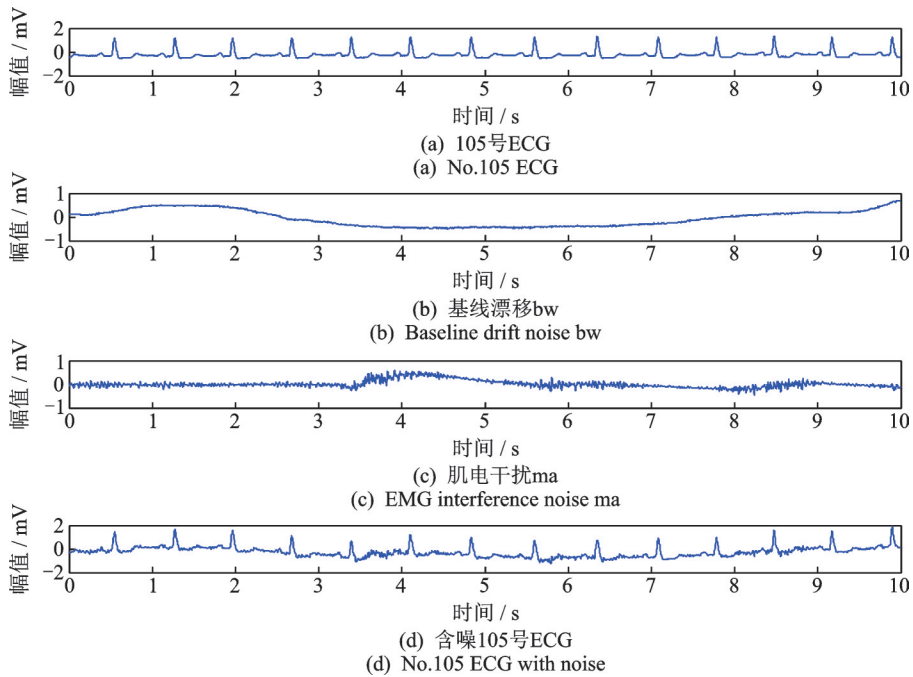 幅值 / mV
2
0
−2
0 1 2 3 4 5 6 7 8 9 10
时间 / s
(a) 105号ECG
(a) No.105 ECG
幅值 / mV
1
0
−1
0 1 2 3 4 5 6 7 8 9 10
时间 / s
(b) 基线漂移bw
(b) Baseline drift noise bw
幅值 / mV
1
0
−1
0 1 2 3 4 5 6 7 8 9 10
时间 / s
(c) 肌电干扰ma
(c) EMG interference noise ma
幅值 / mV
2
0
−2
0 1 2 3 4 5 6 7 8 9 10
时间 / s
(d) 含噪105号ECG
(d) No.105 ECG with noise